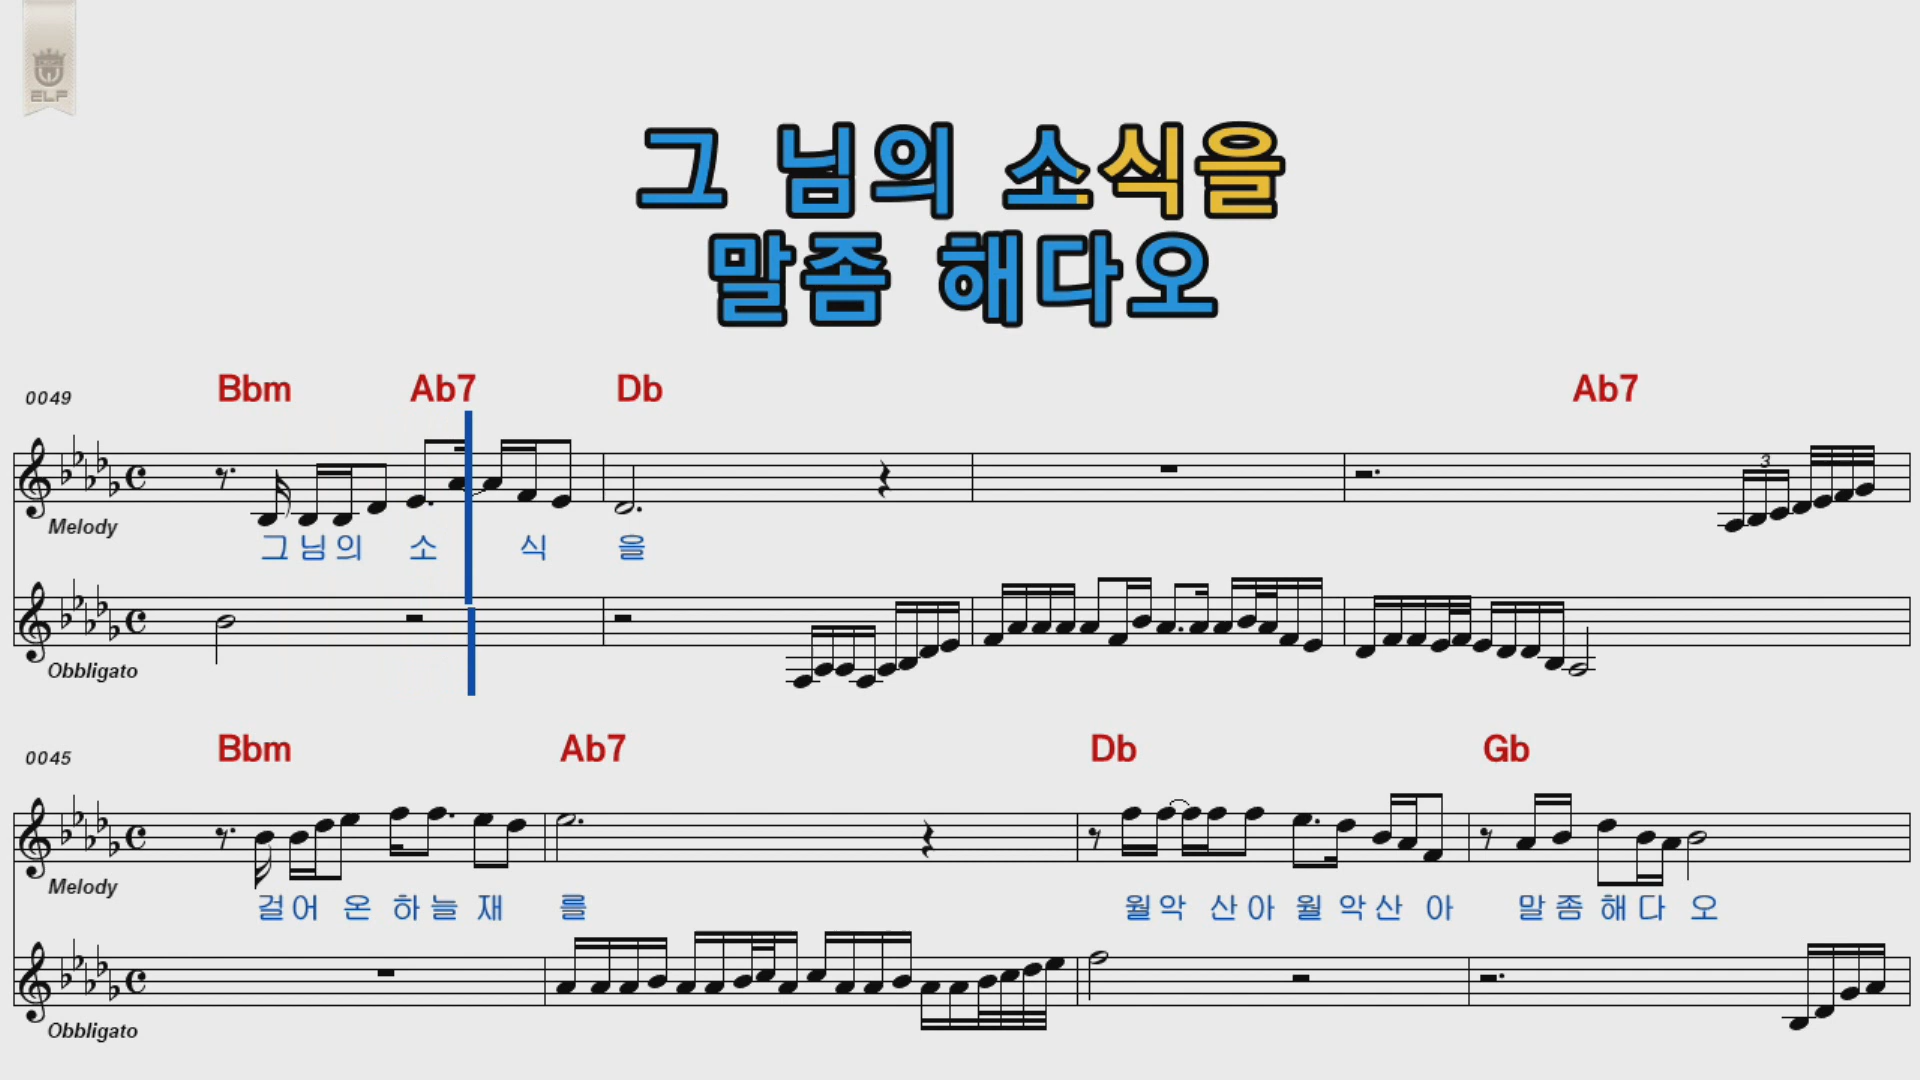 ELF
그 님의 소식을
말좀 해다오
0049
Bbm Ab7 Db Ab7
3
Melody
그 님 의 소 식 을
Obbligato
0045
Bbm Ab7 Db Gb
Melody
걸 어 온 하 늘 재 를 월 악 산 아 월 악 산 아 말 좀 해 다 오
Obbligato